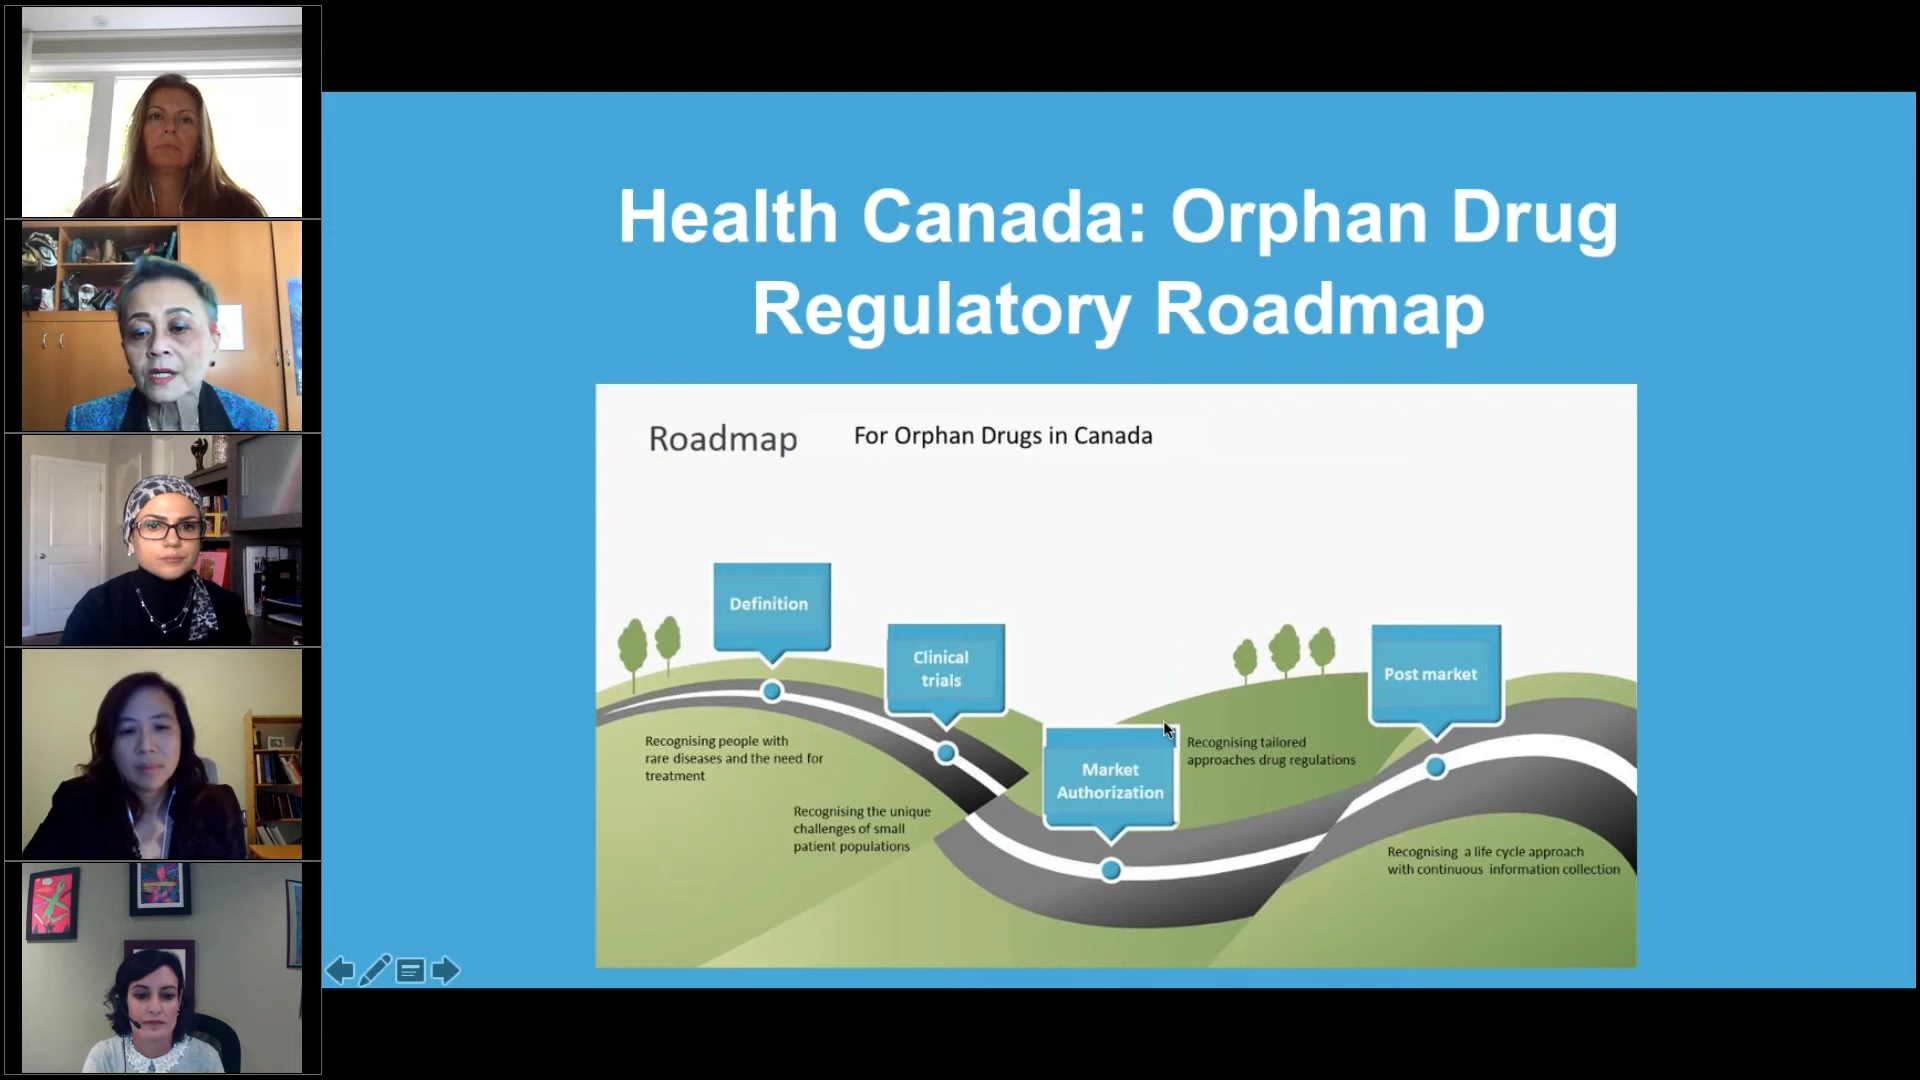 Health Canada: Orphan Drug
Regulatory Roadmap
Roadmap
For Orphan Drugs in Canada
Definition
Clinical
trials
Market
Authorization
Post market
Recognising people with
rare diseases and the need for
treatment
Recognising the unique
challenges of small
patient populations
Recognising tailored
approaches drug regulations
Recognising a life cycle approach
with continuous information collection